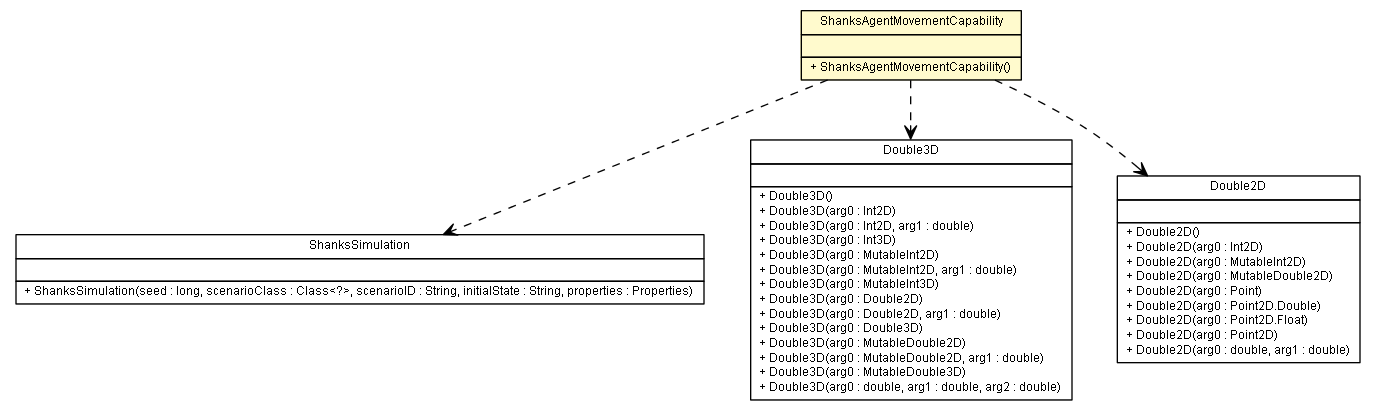 ShanksAgentMovementCapability
+ ShanksAgentMovementCapability()
Double3D
+ Double3D()
+ Double3D(arg0 : Int2D)
+ Double3D(arg0 : Int2D, arg1 : double)
+ Double3D(arg0 : Int3D)
+ Double3D(arg0 : MutableInt2D)
+ Double3D(arg0 : MutableInt2D, arg1 : double)
+ Double3D(arg0 : MutableInt3D)
+ Double3D(arg0 : Double2D)
+ Double3D(arg0 : Double2D, arg1 : double)
+ Double3D(arg0 : Double3D)
+ Double3D(arg0 : MutableDouble2D)
+ Double3D(arg0 : MutableDouble2D, arg1 : double)
+ Double3D(arg0 : MutableDouble3D)
+ Double3D(arg0 : double, arg1 : double, arg2 : double)
Double2D
+ Double2D()
+ Double2D(arg0 : Int2D)
+ Double2D(arg0 : MutableInt2D)
+ Double2D(arg0 : MutableDouble2D)
+ Double2D(arg0 : Point)
+ Double2D(arg0 : Point2D.Double)
+ Double2D(arg0 : Point2D.Float)
+ Double2D(arg0 : Point2D)
+ Double2D(arg0 : double, arg1 : double)
ShanksSimulation
+ ShanksSimulation(seed : long, scenarioClass : Class<?>, scenarioID : String, initialState : String, properties : Properties)